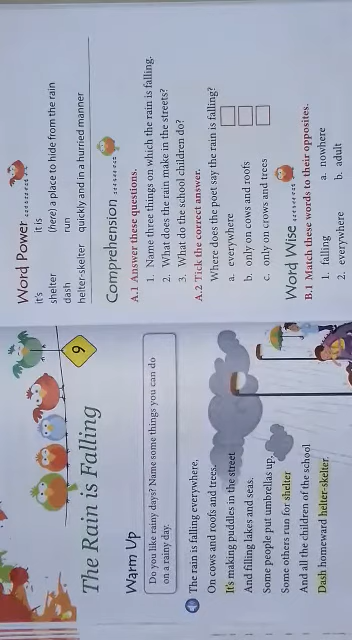 9
The Rain is Falling
Warm Up
Do you like rainy days? Name some things you can do
on a rainy day.
The rain is falling everywhere,
On cows and roofs and trees.
It's making puddles in the street
And filling lakes and seas.
Some people put umbrellas up.
Some others run for shelter
And all the children of the school
Dash homeward helter-skelter.
Word Power
it's it is
shelter (here) a place to hide from the rain
dash run
helter-skelter quickly and in a hurried manner
Comprehension
A.1 Answer these questions.
1. Name three things on which the rain is falling.
2. What does the rain make in the streets?
3. What do the school children do?
A.2 Tick the correct answer.
Where does the poet say the rain is falling?
a. everywhere
b. only on cows and roofs
c. only on crows and trees
Word Wise
B.1 Match these words to their opposites.
1. falling a. nowhere
2. everywhere b. adult